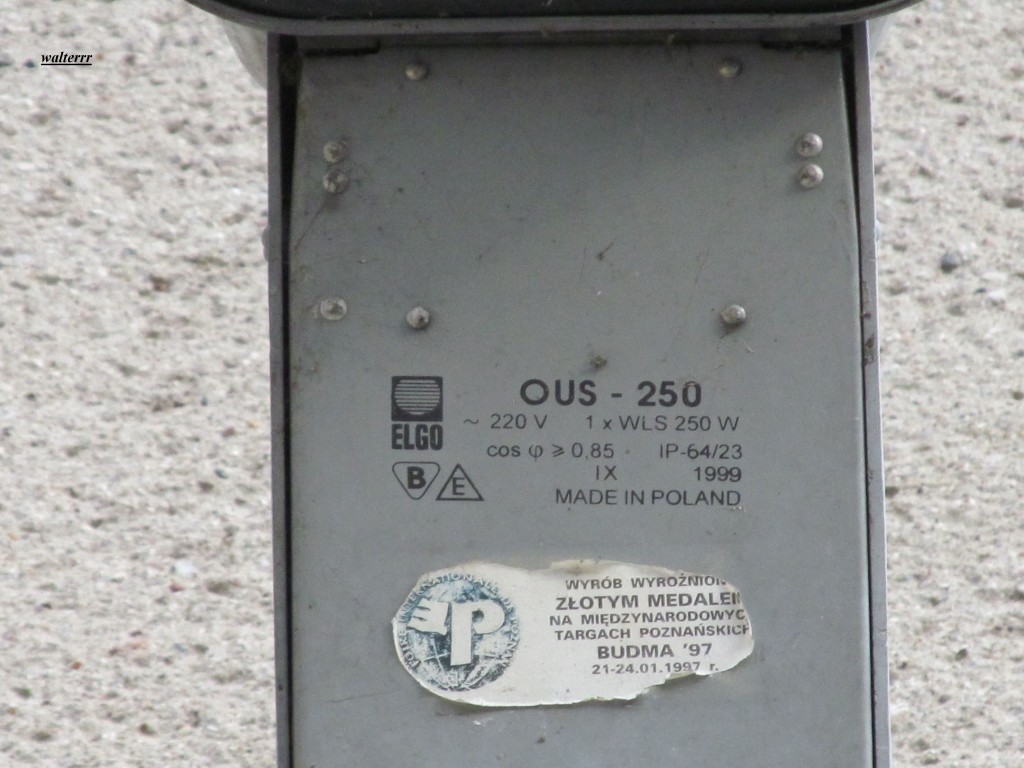 walterrr
OUS - 250
ELGO
~ 220 V 1 x WLS 250 W
cos φ ⩾ 0,85 IP-64/23
IX 1999
B E
MADE IN POLAND
WYRÓB WYRÓŻNION
ZŁOTYM MEDALEM
NA MIĘDZYNARODOWYC
TARGACH POZNAŃSKICH
BUDMA '97
21-24.01.1997 r.